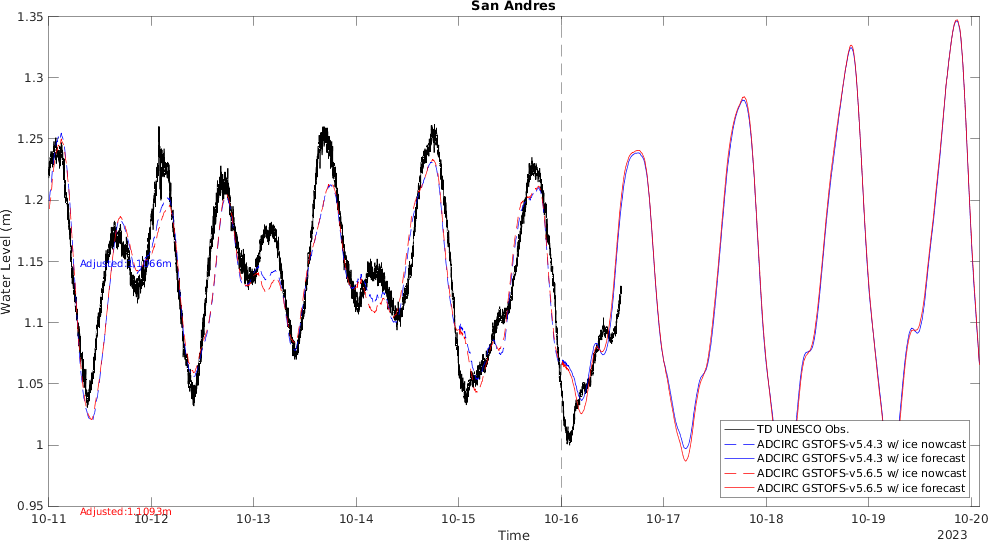 San Andres
1.35
1.3
1.25
1.2
1.15
1.1
1.05
1
0.95
Water Level (m)
Adjusted:1.1066m
Adjusted:1.1093m
TD UNESCO Obs.
ADCIRC GSTOFS-v5.4.3 w/ ice nowcast
ADCIRC GSTOFS-v5.4.3 w/ ice forecast
ADCIRC GSTOFS-v5.6.5 w/ ice nowcast
ADCIRC GSTOFS-v5.6.5 w/ ice forecast
10-11 10-12 10-13 10-14 10-15 10-16 10-17 10-18 10-19 10-20
Time
2023